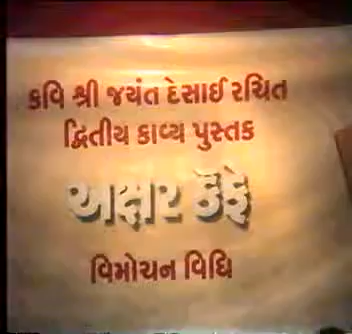 કવિ શ્રી જયંત દેસાઈ રચિત
દ્વિતીય કાવ્ય પુસ્તક
અક્ષર કેફે
વિમોચન વિધિ